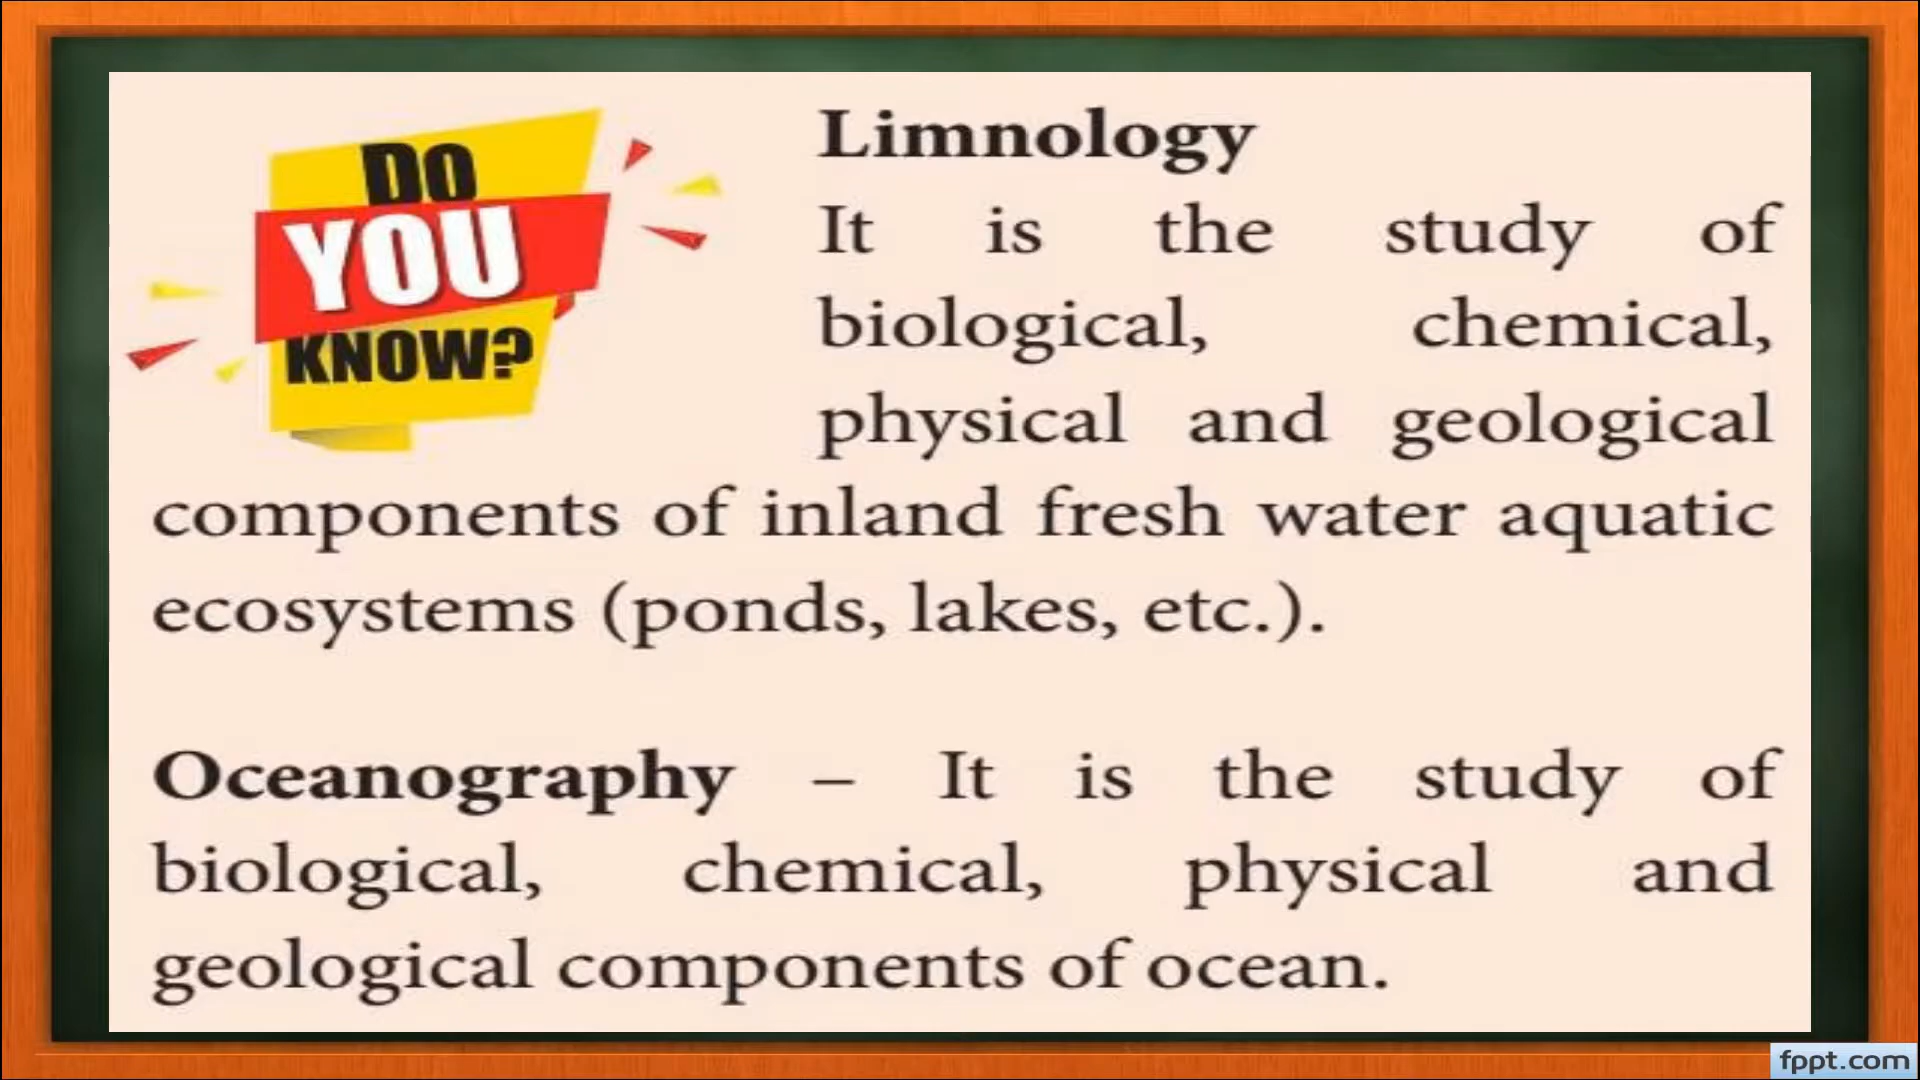 DO
YOU
KNOW?
Limnology
It is the study of
biological, chemical,
physical and geological
components of inland fresh water aquatic
ecosystems (ponds, lakes, etc.).
Oceanography – It is the study of
biological, chemical, physical and
geological components of ocean.
fppt.com